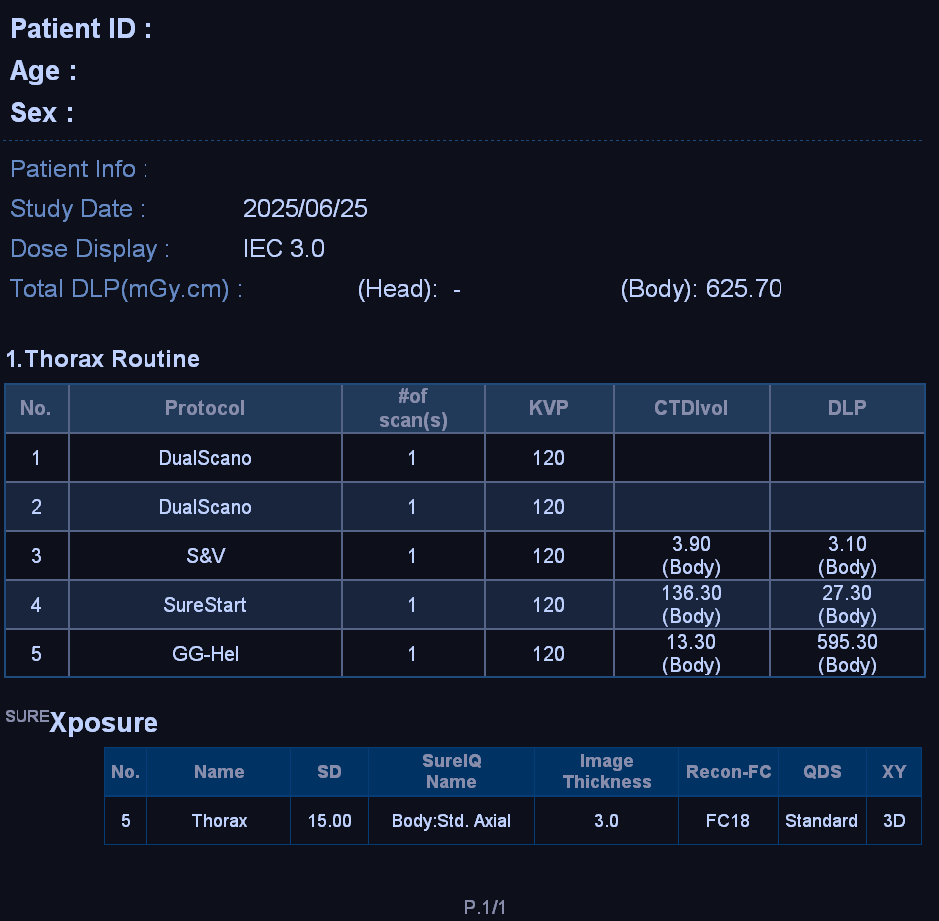 Patient ID :
Age :
Sex :
Patient Info :
Study Date : 2025/06/25
Dose Display : IEC 3.0
Total DLP(mGy.cm) : (Head): - (Body): 625.70
1.Thorax Routine
No. Protocol #of scan(s) KVP CTDIvol DLP
1 DualScano 1 120
2 DualScano 1 120
3 S&V 1 120 3.90 (Body) 3.10 (Body)
4 SureStart 1 120 136.30 (Body) 27.30 (Body)
5 GG-Hel 1 120 13.30 (Body) 595.30 (Body)
SUREXposure
No. Name SD SureIQ Name Image Thickness Recon-FC QDS XY
5 Thorax 15.00 Body:Std. Axial 3.0 FC18 Standard 3D
P.1/1